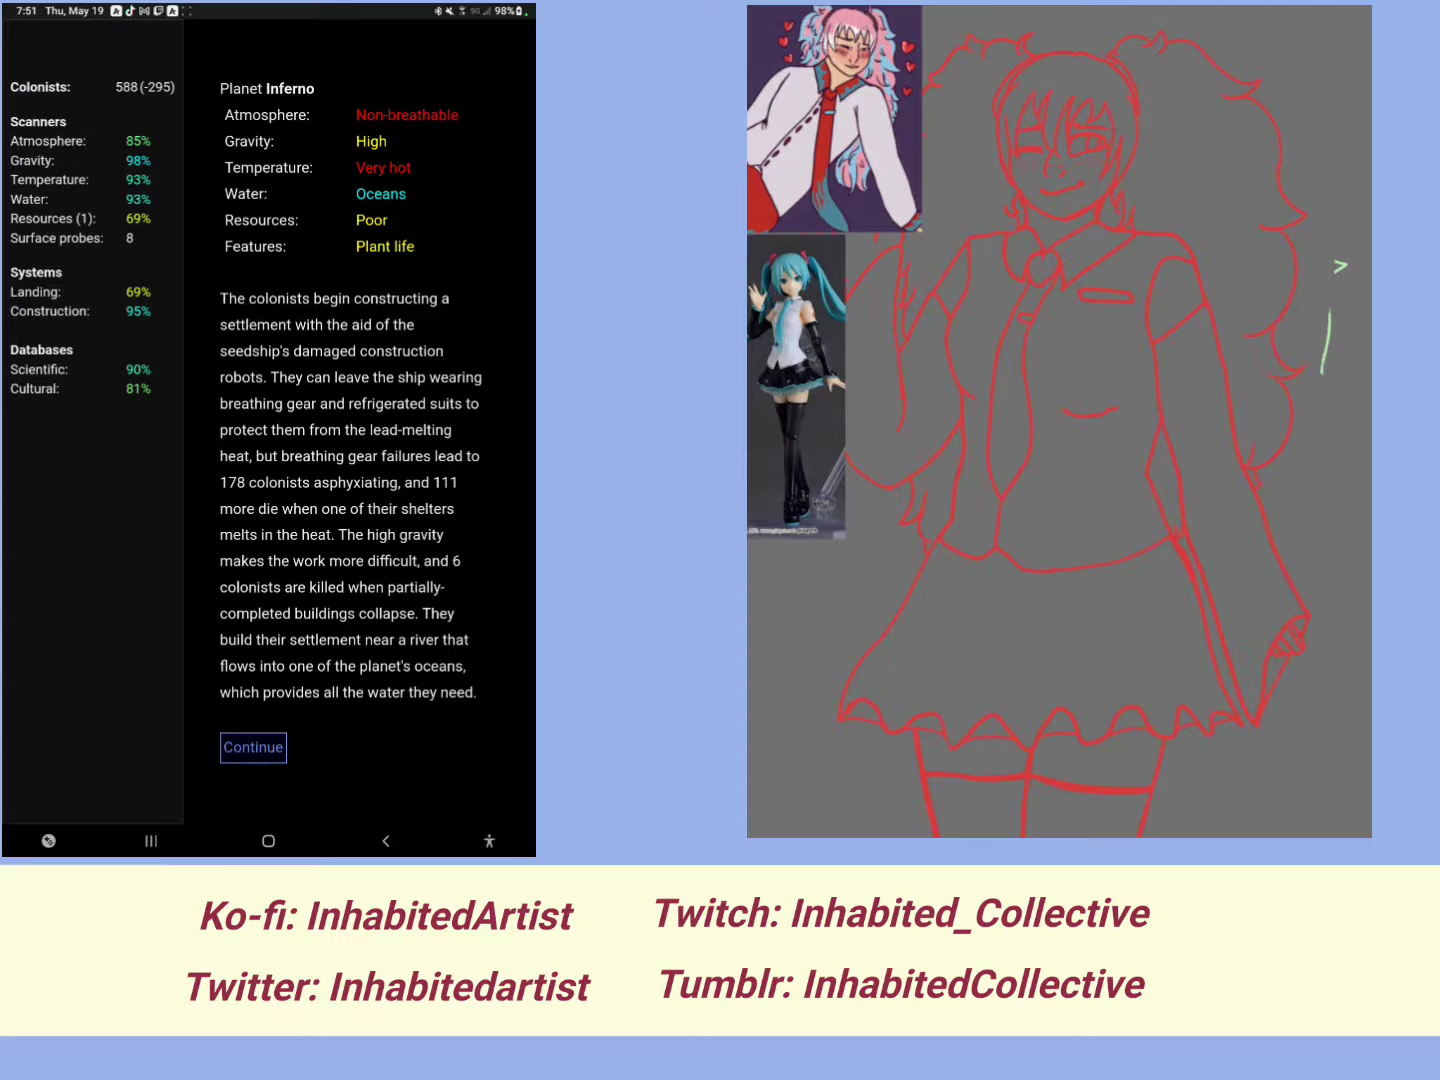 7:51 Thu, May 19
98%
Colonists: 588 (-295)
Scanners
Atmosphere: 85%
Gravity: 98%
Temperature: 93%
Water: 93%
Resources (1): 69%
Surface probes: 8
Systems
Landing: 69%
Construction: 95%
Databases
Scientific: 90%
Cultural: 81%
Planet Inferno
Atmosphere: Non-breathable
Gravity: High
Temperature: Very hot
Water: Oceans
Resources: Poor
Features: Plant life
The colonists begin constructing a
settlement with the aid of the
seedship's damaged construction
robots. They can leave the ship wearing
breathing gear and refrigerated suits to
protect them from the lead-melting
heat, but breathing gear failures lead to
178 colonists asphyxiating, and 111
more die when one of their shelters
melts in the heat. The high gravity
makes the work more difficult, and 6
colonists are killed when partially-
completed buildings collapse. They
build their settlement near a river that
flows into one of the planet's oceans,
which provides all the water they need.
Continue
Ko-fi: InhabitedArtist
Twitch: Inhabited_Collective
Twitter: Inhabitedartist
Tumblr: InhabitedCollective